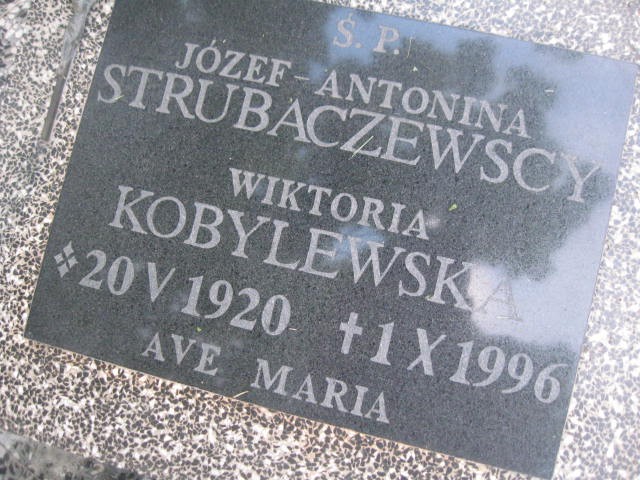 Ś. P.
JÓZEF - ANTONINA
STRUBACZEWSCY
WIKTORIA
KOBYLEWSKA
20 V 1920 † 1 X 1996
AVE MARIA